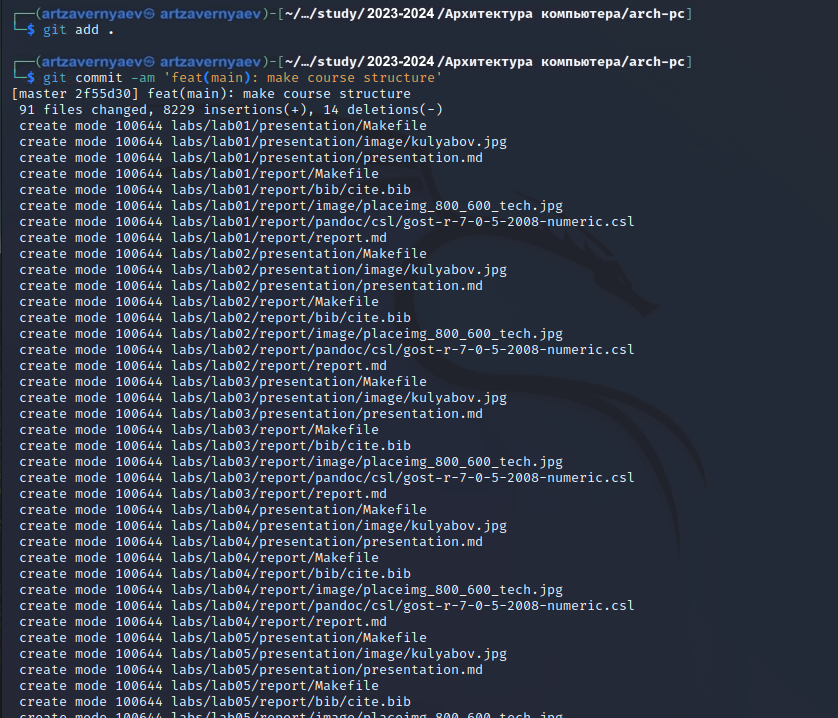 ┌──(artzavernyaev㉿ artzavernyaev)-[~/…/study/2023-2024/Архитектура компьютера/arch-pc]
└─$ git add .
┌──(artzavernyaev㉿ artzavernyaev)-[~/…/study/2023-2024/Архитектура компьютера/arch-pc]
└─$ git commit -am 'feat(main): make course structure'
[master 2f55d30] feat(main): make course structure
 91 files changed, 8229 insertions(+), 14 deletions(-)
 create mode 100644 labs/lab01/presentation/Makefile
 create mode 100644 labs/lab01/presentation/image/kulyabov.jpg
 create mode 100644 labs/lab01/presentation/presentation.md
 create mode 100644 labs/lab01/report/Makefile
 create mode 100644 labs/lab01/report/bib/cite.bib
 create mode 100644 labs/lab01/report/image/placeimg_800_600_tech.jpg
 create mode 100644 labs/lab01/report/pandoc/csl/gost-r-7-0-5-2008-numeric.csl
 create mode 100644 labs/lab01/report/report.md
 create mode 100644 labs/lab02/presentation/Makefile
 create mode 100644 labs/lab02/presentation/image/kulyabov.jpg
 create mode 100644 labs/lab02/presentation/presentation.md
 create mode 100644 labs/lab02/report/Makefile
 create mode 100644 labs/lab02/report/bib/cite.bib
 create mode 100644 labs/lab02/report/image/placeimg_800_600_tech.jpg
 create mode 100644 labs/lab02/report/pandoc/csl/gost-r-7-0-5-2008-numeric.csl
 create mode 100644 labs/lab02/report/report.md
 create mode 100644 labs/lab03/presentation/Makefile
 create mode 100644 labs/lab03/presentation/image/kulyabov.jpg
 create mode 100644 labs/lab03/presentation/presentation.md
 create mode 100644 labs/lab03/report/Makefile
 create mode 100644 labs/lab03/report/bib/cite.bib
 create mode 100644 labs/lab03/report/image/placeimg_800_600_tech.jpg
 create mode 100644 labs/lab03/report/pandoc/csl/gost-r-7-0-5-2008-numeric.csl
 create mode 100644 labs/lab03/report/report.md
 create mode 100644 labs/lab04/presentation/Makefile
 create mode 100644 labs/lab04/presentation/image/kulyabov.jpg
 create mode 100644 labs/lab04/presentation/presentation.md
 create mode 100644 labs/lab04/report/Makefile
 create mode 100644 labs/lab04/report/bib/cite.bib
 create mode 100644 labs/lab04/report/image/placeimg_800_600_tech.jpg
 create mode 100644 labs/lab04/report/pandoc/csl/gost-r-7-0-5-2008-numeric.csl
 create mode 100644 labs/lab04/report/report.md
 create mode 100644 labs/lab05/presentation/Makefile
 create mode 100644 labs/lab05/presentation/image/kulyabov.jpg
 create mode 100644 labs/lab05/presentation/presentation.md
 create mode 100644 labs/lab05/report/Makefile
 create mode 100644 labs/lab05/report/bib/cite.bib
 create mode 100644 labs/lab05/report/image/placeimg_800_600_tech.jpg